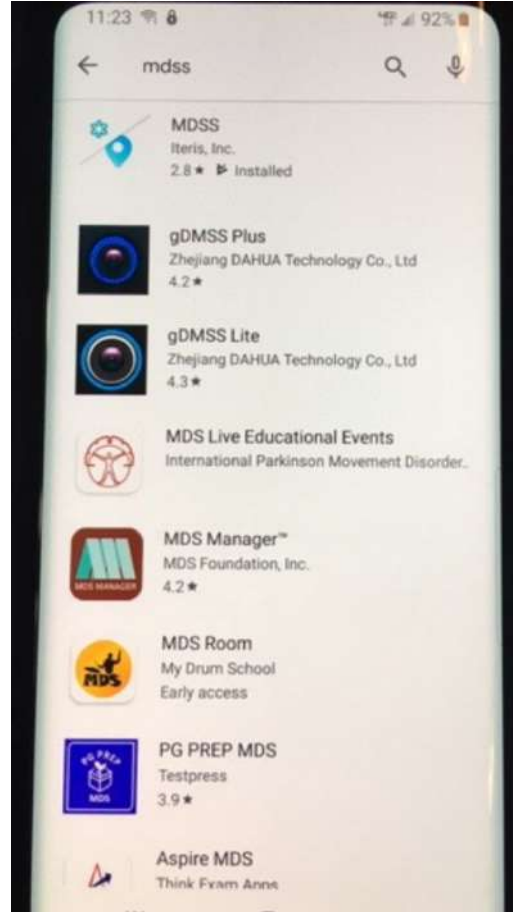 11:23 92%
mdss
MDSS
Iteris, Inc.
2.8★ Installed
gDMSS Plus
Zhejiang DAHUA Technology Co., Ltd
4.2★
gDMSS Lite
Zhejiang DAHUA Technology Co., Ltd
4.3★
MDS Live Educational Events
International Parkinson Movement Disorder..
MDS Manager™
MDS Foundation, Inc.
MDS MANAGER
4.2★
MDS Room
My Drum School
MDS
Early access
PG PREP MDS
PG PREP
Testpress
MDS
3.9★
Aspire MDS
Think Exam Apps